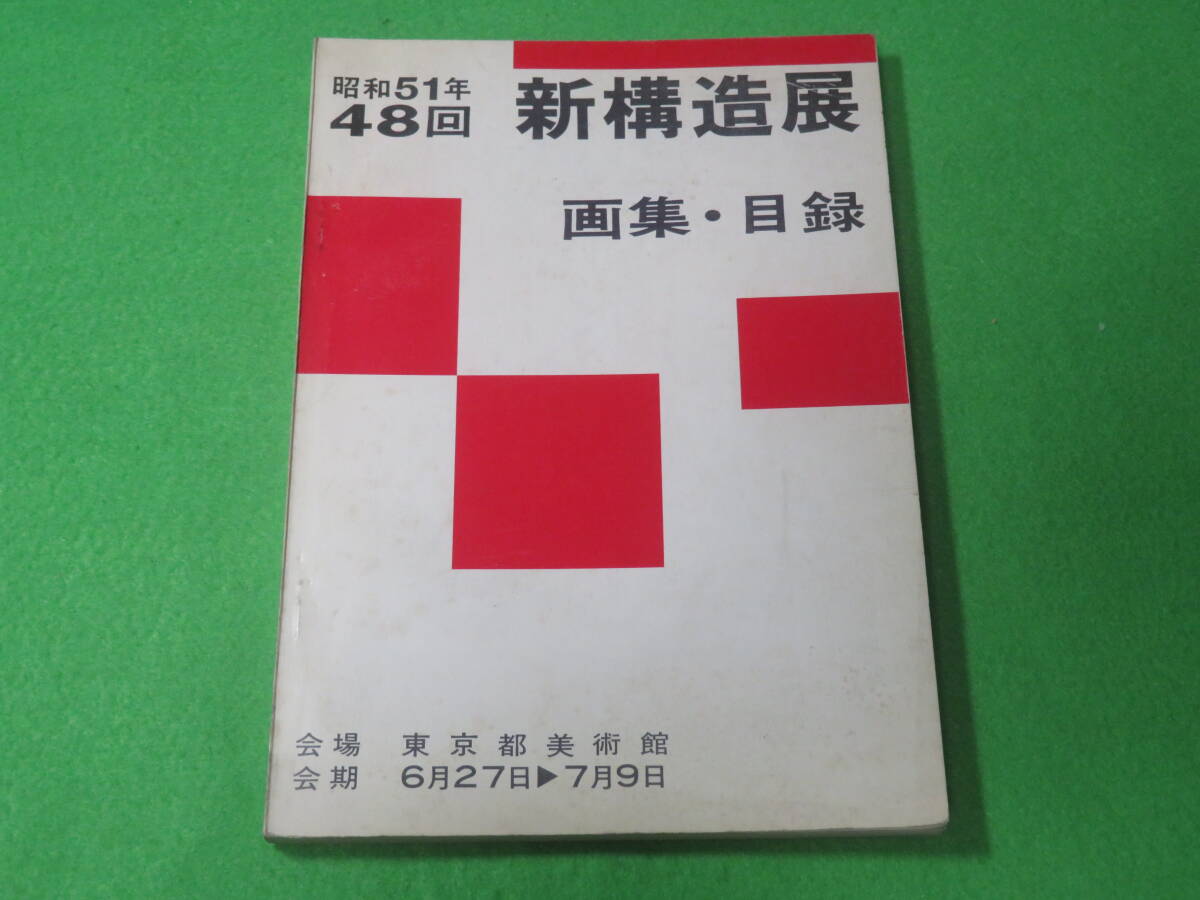 昭和51年
48回
新構造展
画集・目録
会場 東京都美術館
会期 6月27日▶7月9日